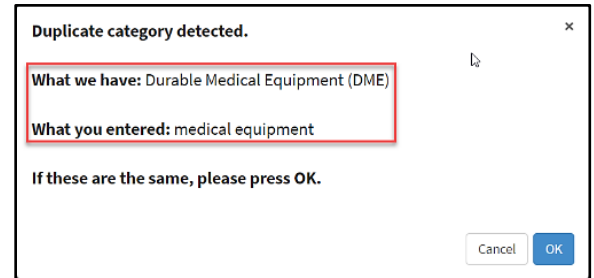 Duplicate category detected. ×
What we have: Durable Medical Equipment (DME)
What you entered: medical equipment
If these are the same, please press OK.
Cancel OK